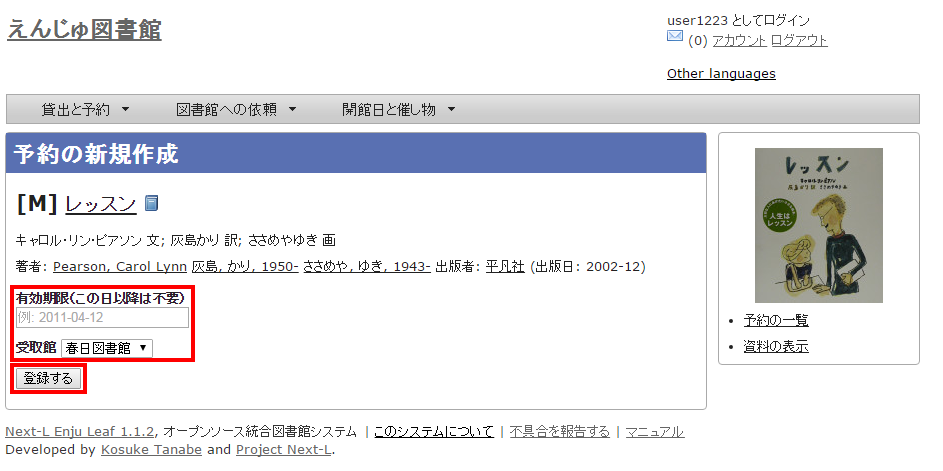 えんじゅ図書館
user1223 としてログイン
(0) アカウント ログアウト
Other languages
貸出と予約 ▼ 図書館への依頼 ▼ 開館日と催し物 ▼
予約の新規作成
[M] レッスン
キャロル・リン・ピアソン 文; 灰島かり 訳; ささめやゆき 画
著者: Pearson, Carol Lynn 灰島, かり, 1950- ささめや, ゆき, 1943- 出版者: 平凡社 (出版日: 2002-12)
有効期限(この日以降は不要)
例: 2011-04-12
受取館 春日図書館 ▼
登録する
レッスン
キャロル・リン・ピアソン 文
灰島かり 訳 ささめやゆき 画
人生は
レッスン
• 予約の一覧
• 資料の表示
Next-L Enju Leaf 1.1.2, オープンソース統合図書館システム | このシステムについて | 不具合を報告する | マニュアル
Developed by Kosuke Tanabe and Project Next-L.